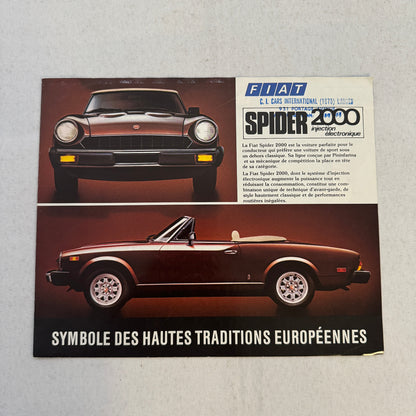 FIAT
C. I. CARS INTERNATIONAL (1979) LIMITED
931 PORTAGE
SPIDER 2000
injection
électronique
La Fiat Spider 2000 est la voiture parfaite pour le
conducteur qui préfère une voiture de sport sous
un dehors classique. Sa ligne conçue par Pininfarina
et sa mécanique de compétition la place en tête
de sa catégorie.
La Fiat Spider 2000, dont le système d'injection
électronique augmente la puissance tout en
réduisant la consommation, constitue une com-
binaison unique de technique d'avant-garde, de
style hautement classique et de performances
routières inégalées.
SYMBOLE DES HAUTES TRADITIONS EUROPÉENNES